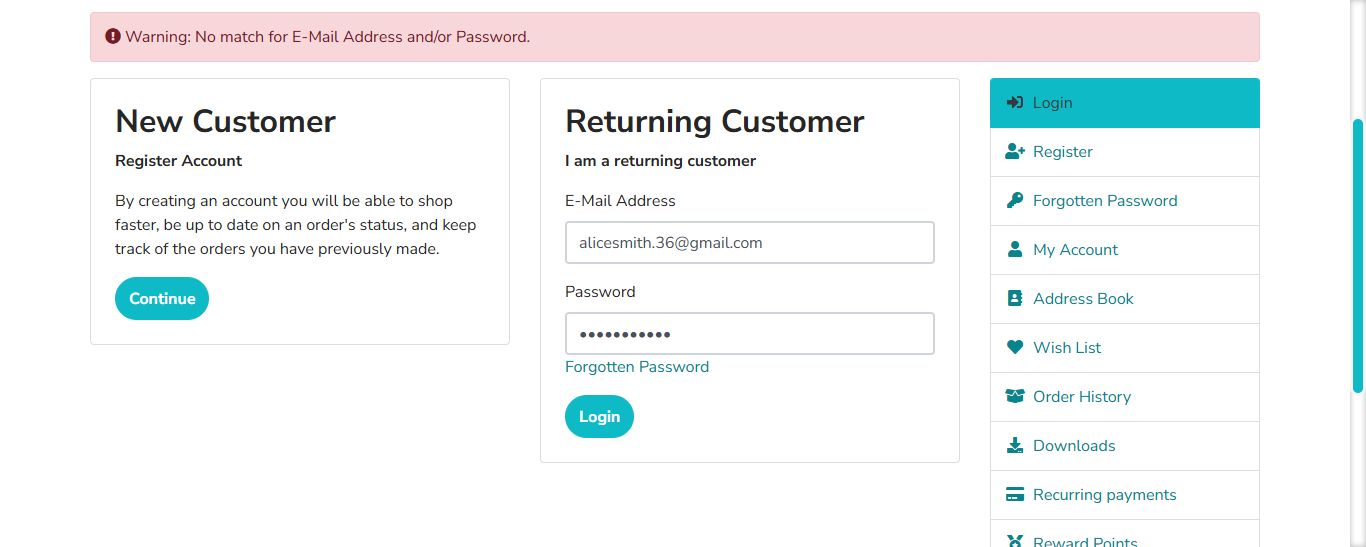 Warning: No match for E-Mail Address and/or Password.
New Customer
Register Account
By creating an account you will be able to shop
faster, be up to date on an order's status, and keep
track of the orders you have previously made.
Continue
Returning Customer
I am a returning customer
E-Mail Address
alicesmith.36@gmail.com
Password
•••••••••••
Forgotten Password
Login
Login
Register
Forgotten Password
My Account
Address Book
Wish List
Order History
Downloads
Recurring payments
Reward Points